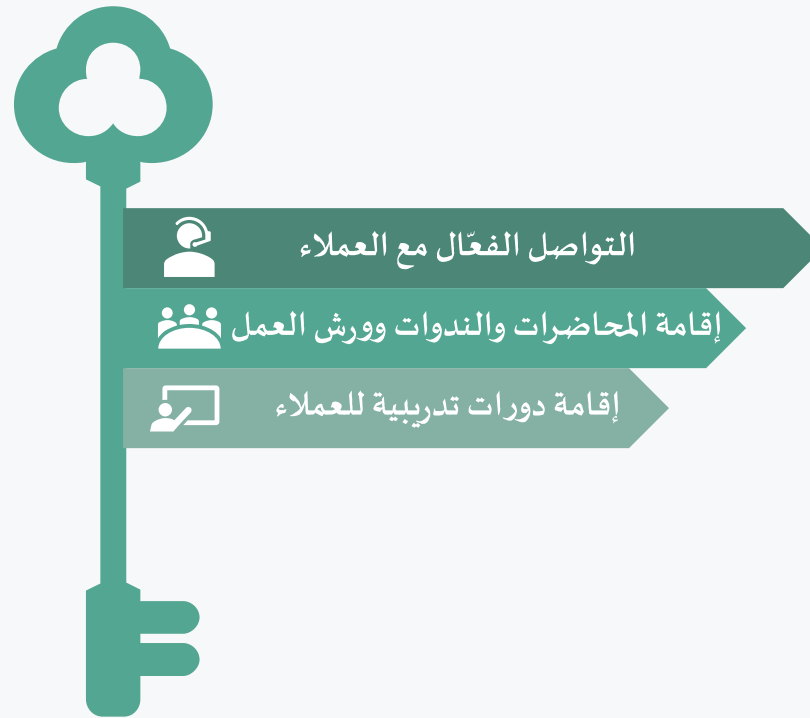 التواصل الفعّال مع العملاء
إقامة المحاضرات والندوات وورش العمل
إقامة دورات تدريبية للعملاء